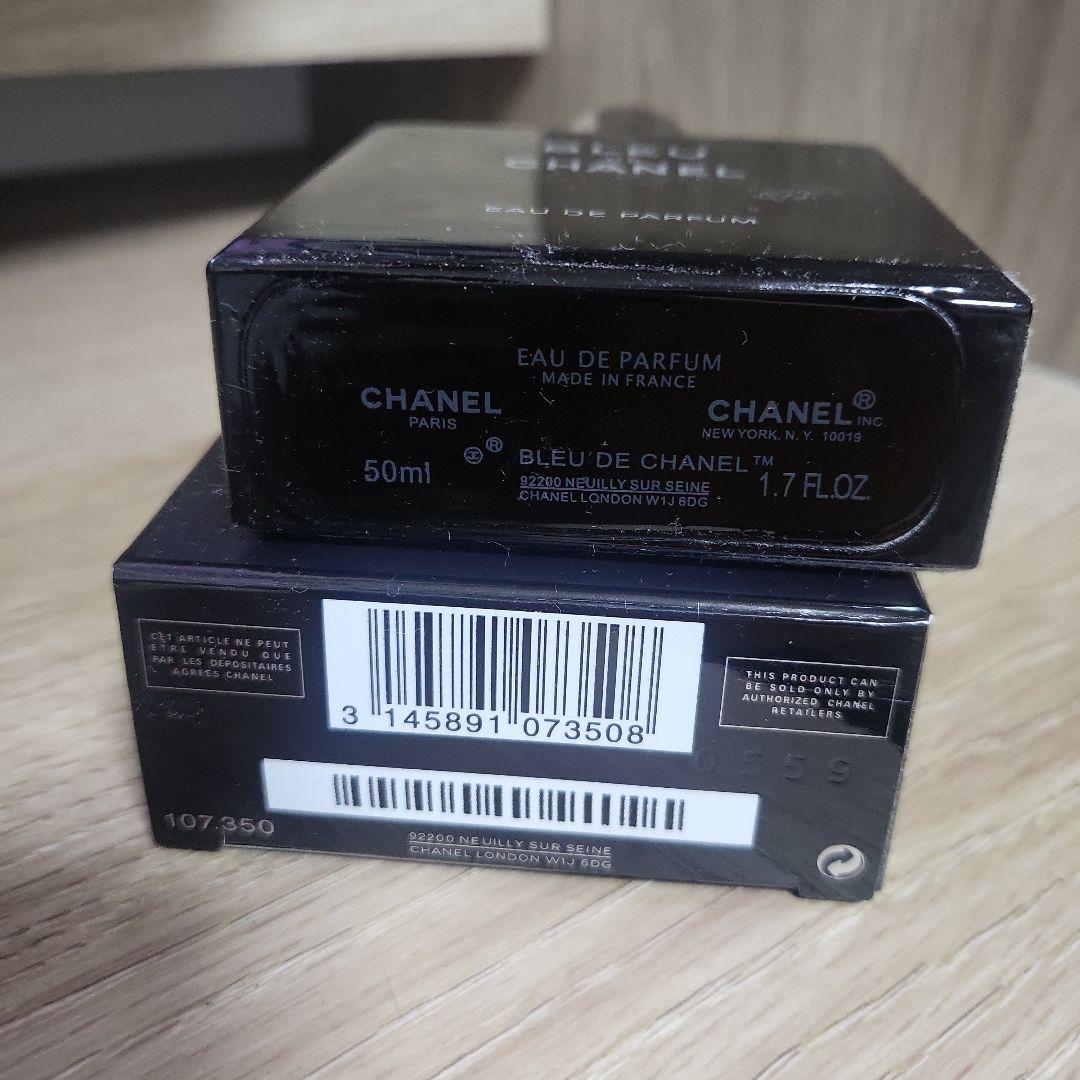 BLEU
CHANEL
EAU DE PARFUM
EAU DE PARFUM
MADE IN FRANCE
CHANEL
PARIS
CHANEL® INC.
NEW YORK, N.Y. 10019
50ml
®
BLEU DE CHANEL™
92200 NEUILLY SUR SEINE
CHANEL LONDON W1J 6DG
1.7 FL.OZ.
CET ARTICLE NE PEUT
ETRE VENDU QUE
PAR LES DEPOSITAIRES
AGREES CHANEL
3 145891 073508
THIS PRODUCT CAN
BE SOLD ONLY BY
AUTHORIZED CHANEL
RETAILERS
559
107.350
92200 NEUILLY SUR SEINE
CHANEL LONDON W1J 6DG